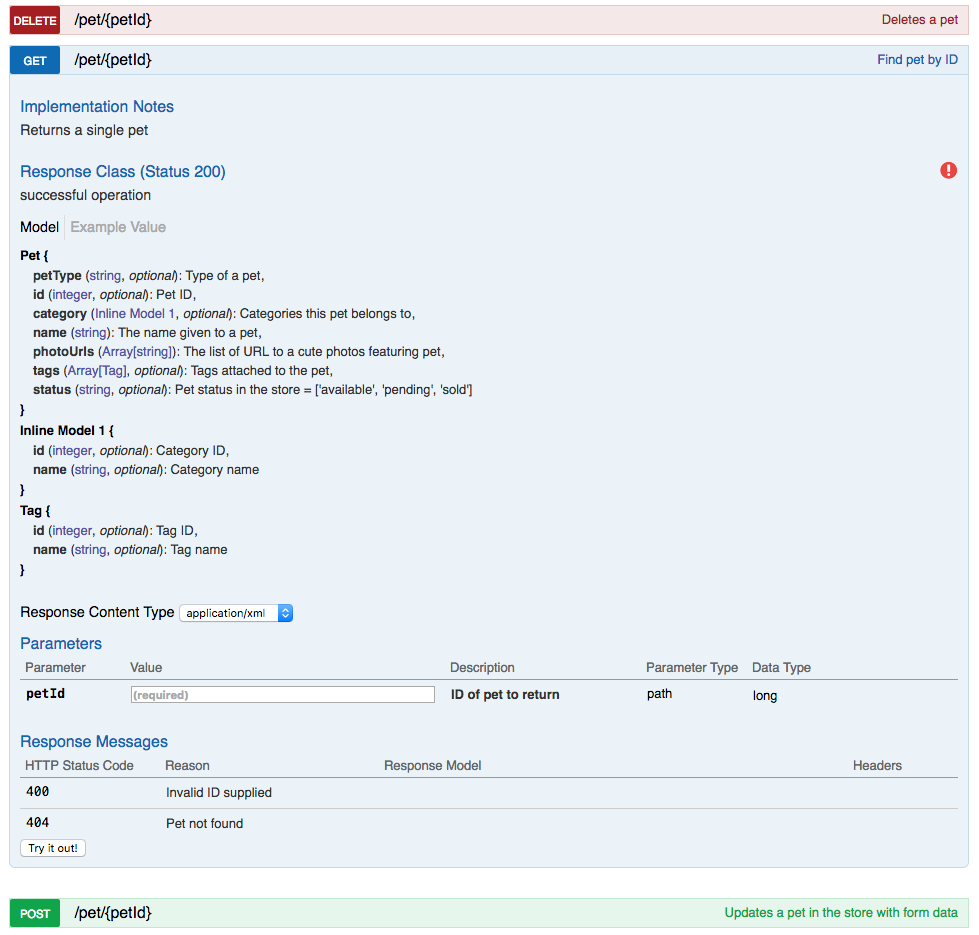 DELETE /pet/{petId} Deletes a pet
GET /pet/{petId} Find pet by ID
Implementation Notes
Returns a single pet
Response Class (Status 200)
successful operation
Model Example Value
Pet {
petType (string, optional): Type of a pet,
id (integer, optional): Pet ID,
category (Inline Model 1, optional): Categories this pet belongs to,
name (string): The name given to a pet,
photoUrls (Array[string]): The list of URL to a cute photos featuring pet,
tags (Array[Tag], optional): Tags attached to the pet,
status (string, optional): Pet status in the store = ['available', 'pending', 'sold']
}
Inline Model 1 {
id (integer, optional): Category ID,
name (string, optional): Category name
}
Tag {
id (integer, optional): Tag ID,
name (string, optional): Tag name
}
Response Content Type application/xml
Parameters
Parameter Value Description Parameter Type Data Type
petId (required) ID of pet to return path long
Response Messages
HTTP Status Code Reason Response Model Headers
400 Invalid ID supplied
404 Pet not found
Try it out!
POST /pet/{petId} Updates a pet in the store with form data